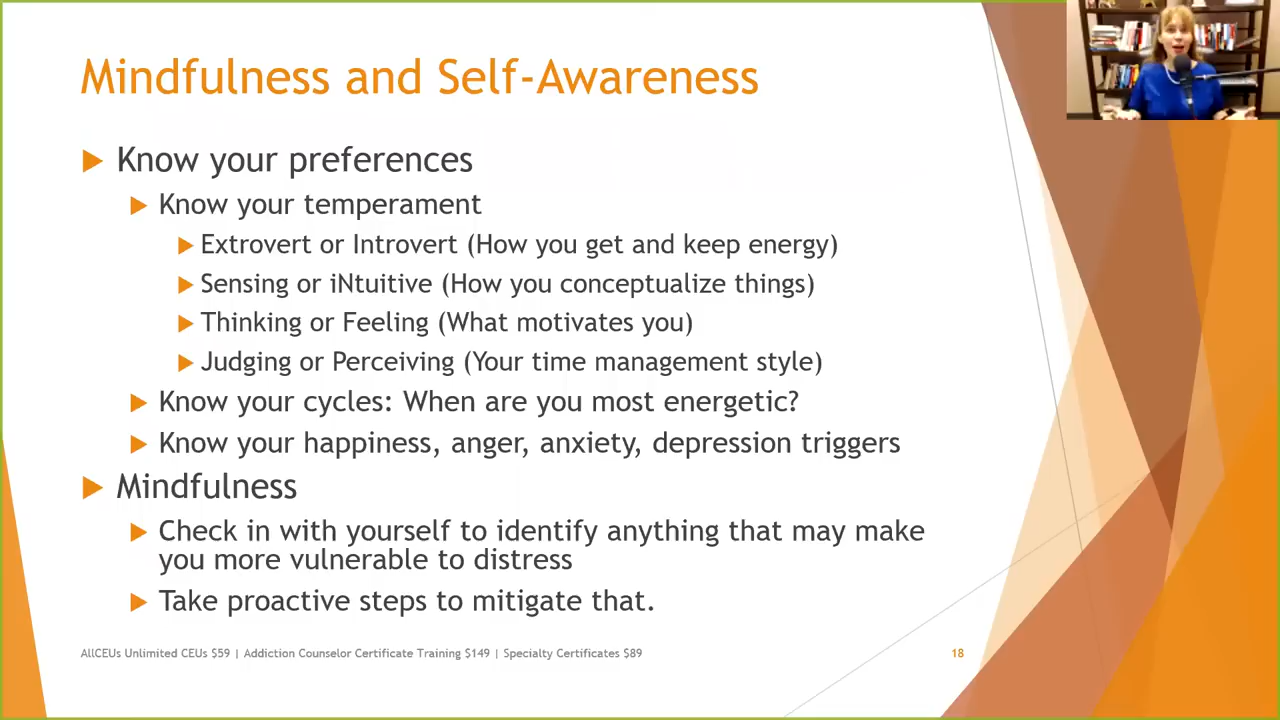 Mindfulness and Self-Awareness
Know your preferences
Know your temperament
Extrovert or Introvert (How you get and keep energy)
Sensing or iNtuitive (How you conceptualize things)
Thinking or Feeling (What motivates you)
Judging or Perceiving (Your time management style)
Know your cycles: When are you most energetic?
Know your happiness, anger, anxiety, depression triggers
Mindfulness
Check in with yourself to identify anything that may make
you more vulnerable to distress
Take proactive steps to mitigate that.
AllCEUs Unlimited CEUs $59 | Addiction Counselor Certificate Training $149 | Specialty Certificates $89
18